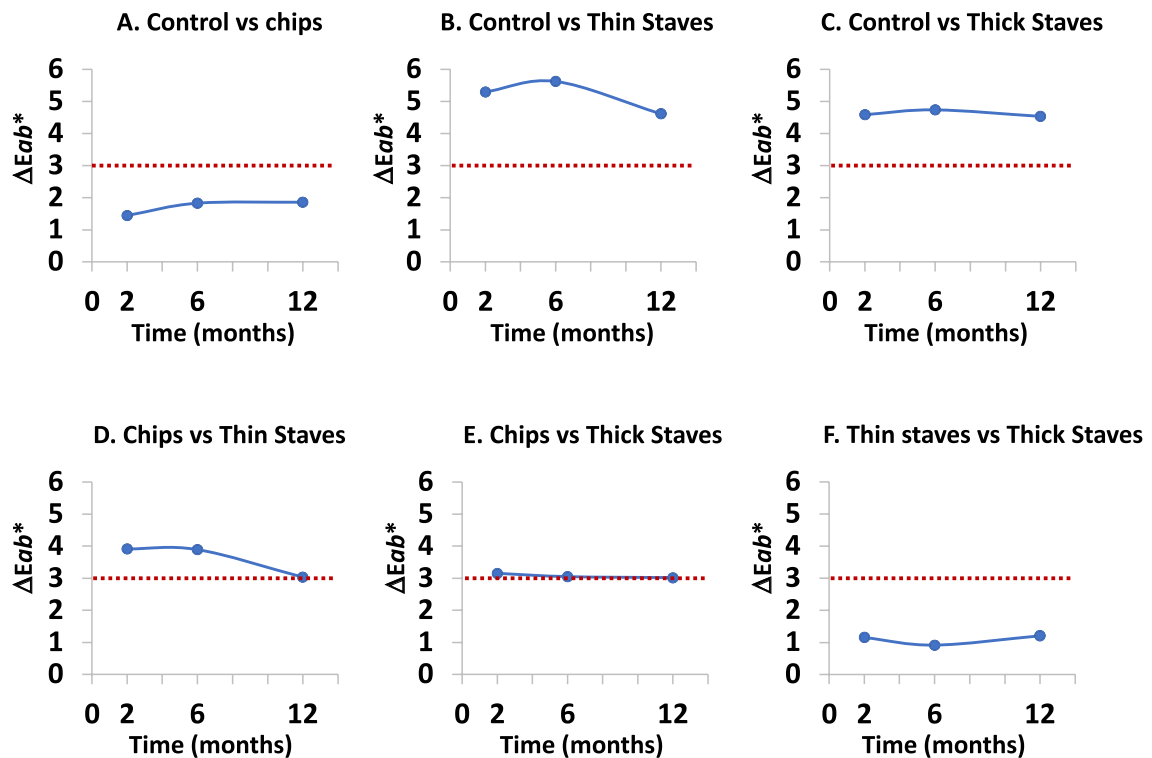 A. Control vs chips
6
5
4
3
2
1
0
ΔEab*
0 2 6 12
Time (months)
B. Control vs Thin Staves
6
5
4
3
2
1
0
ΔEab*
0 2 6 12
Time (months)
C. Control vs Thick Staves
6
5
4
3
2
1
0
ΔEab*
0 2 6 12
Time (months)
D. Chips vs Thin Staves
6
5
4
3
2
1
0
ΔEab*
0 2 6 12
Time (months)
E. Chips vs Thick Staves
6
5
4
3
2
1
0
ΔEab*
0 2 6 12
Time (months)
F. Thin staves vs Thick Staves
6
5
4
3
2
1
0
ΔEab*
0 2 6 12
Time (months)